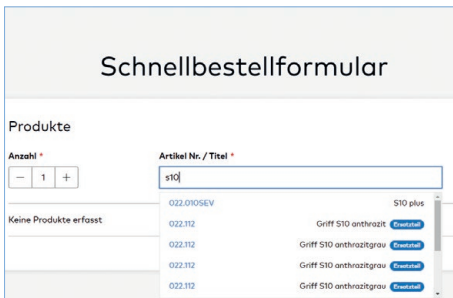 Schnellbestellformular
Produkte
Anzahl *
Artikel Nr. / Titel *
− 1 +
s10
022.010SEV S10 plus
Keine Produkte erfasst
022.112 Griff S10 anthrazit Ersatzteil
022.112 Griff S10 anthrazitgrau Ersatzteil
022.112 Griff S10 anthrazitgrau Ersatzteil
022.112 Griff S10 anthrazitgrau Ersatzteil